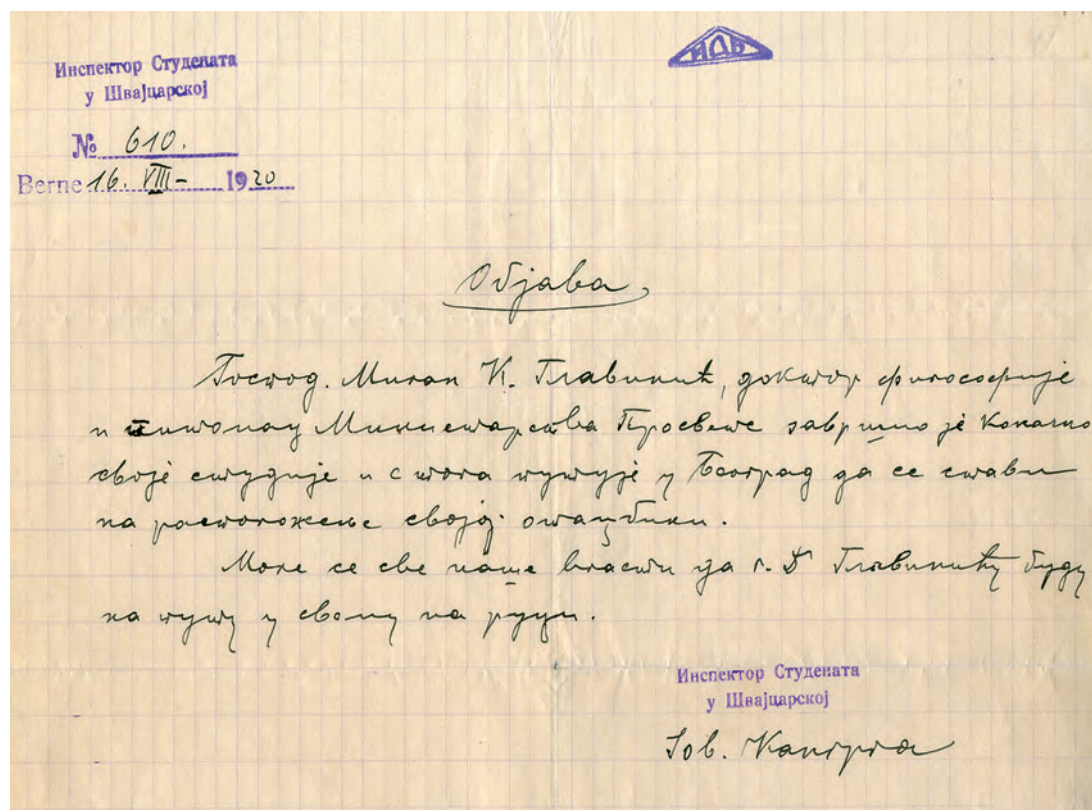 Инспектор Студената
у Швајцарској
№ 610.
Berne 16. VIII - 1920
Објава
Господ. Милан К. Главинић, доктор философије
и питомац Министарства Просвете завршио је коначно
своје студије и с тога путује у Београд да се стави
на расположење својој отаџбини.
Моле се све наше власти да г. Др Главинићу буду
на путу у свему на руци.
Инспектор Студената
у Швајцарској
Јов.